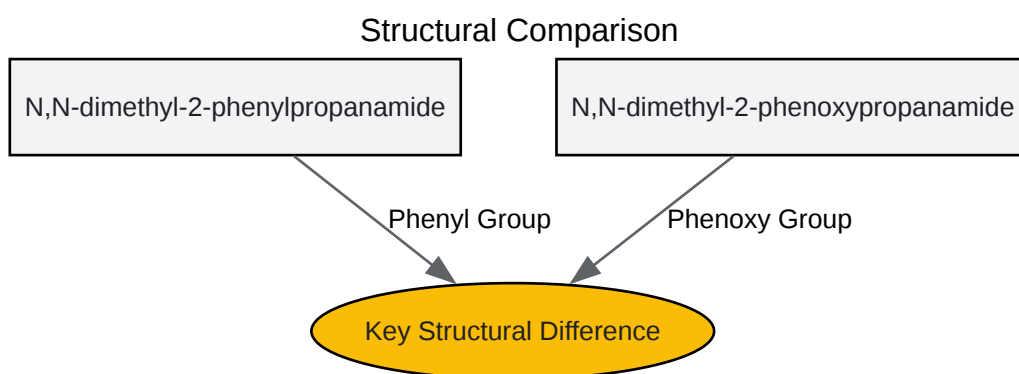 Structural Comparison
N,N-dimethyl-2-phenylpropanamide
N,N-dimethyl-2-phenoxypropanamide
Phenyl Group
Phenoxy Group
Key Structural Difference